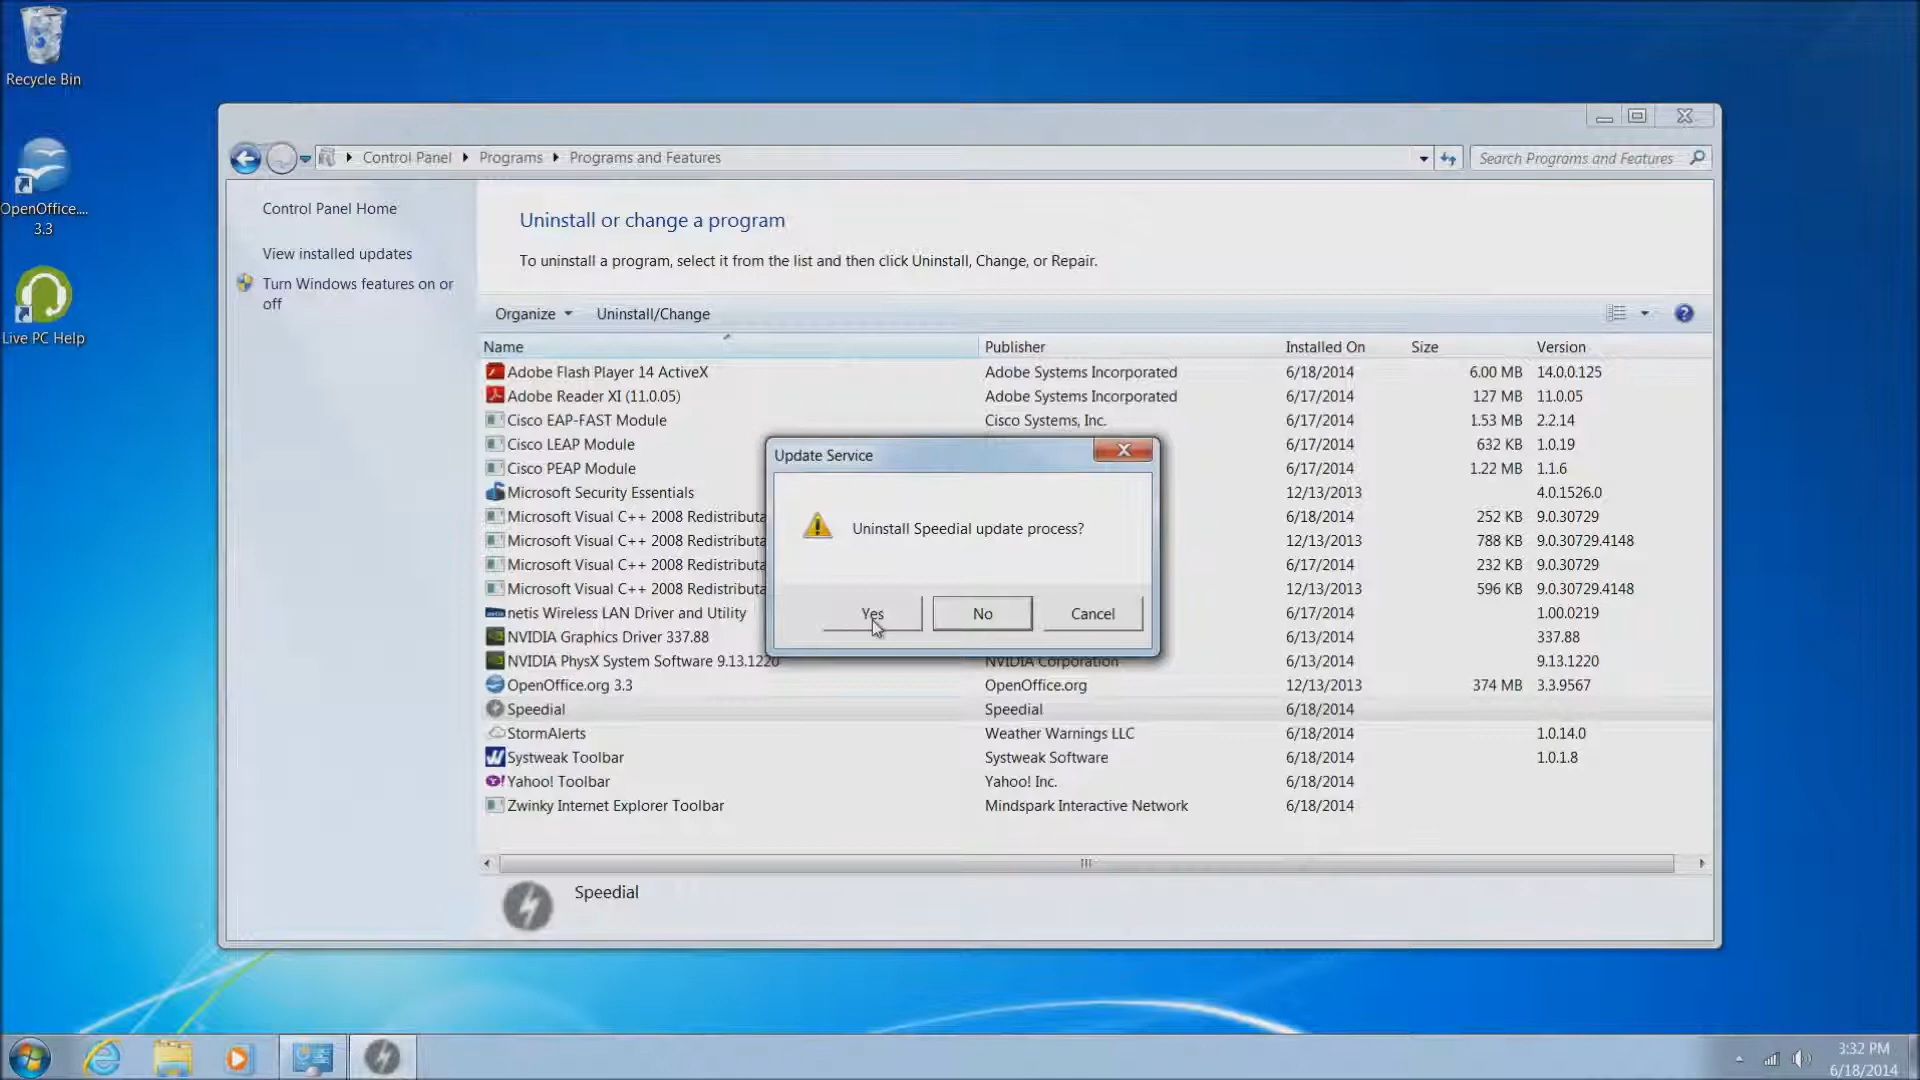 Recycle Bin
OpenOffice....
3.3
Live PC Help
Control Panel
Programs
Programs and Features
Search Programs and Features
Control Panel Home
View installed updates
Turn Windows features on or
off
Uninstall or change a program
To uninstall a program, select it from the list and then click Uninstall, Change, or Repair.
Organize
Uninstall/Change
Name Publisher Installed On Size Version
Adobe Flash Player 14 ActiveX Adobe Systems Incorporated 6/18/2014 6.00 MB 14.0.0.125
Adobe Reader XI (11.0.05) Adobe Systems Incorporated 6/17/2014 127 MB 11.0.05
Cisco EAP-FAST Module Cisco Systems, Inc. 6/17/2014 1.53 MB 2.2.14
Cisco LEAP Module 6/17/2014 632 KB 1.0.19
Cisco PEAP Module 6/17/2014 1.22 MB 1.1.6
Microsoft Security Essentials 12/13/2013 4.0.1526.0
Microsoft Visual C++ 2008 Redistributa 6/18/2014 252 KB 9.0.30729
Microsoft Visual C++ 2008 Redistributa 12/13/2013 788 KB 9.0.30729.4148
Microsoft Visual C++ 2008 Redistributa 6/17/2014 232 KB 9.0.30729
Microsoft Visual C++ 2008 Redistributa 12/13/2013 596 KB 9.0.30729.4148
netis Wireless LAN Driver and Utility 6/17/2014 1.00.0219
NVIDIA Graphics Driver 337.88 6/13/2014 337.88
NVIDIA PhysX System Software 9.13.1220 NVIDIA Corporation 6/13/2014 9.13.1220
OpenOffice.org 3.3 OpenOffice.org 12/13/2013 374 MB 3.3.9567
Speedial Speedial 6/18/2014
StormAlerts Weather Warnings LLC 6/18/2014 1.0.14.0
Systweak Toolbar Systweak Software 6/18/2014 1.0.1.8
Yahoo! Toolbar Yahoo! Inc. 6/18/2014
Zwinky Internet Explorer Toolbar Mindspark Interactive Network 6/18/2014
Update Service
Uninstall Speedial update process?
Yes
No
Cancel
Speedial
3:32 PM
6/18/2014